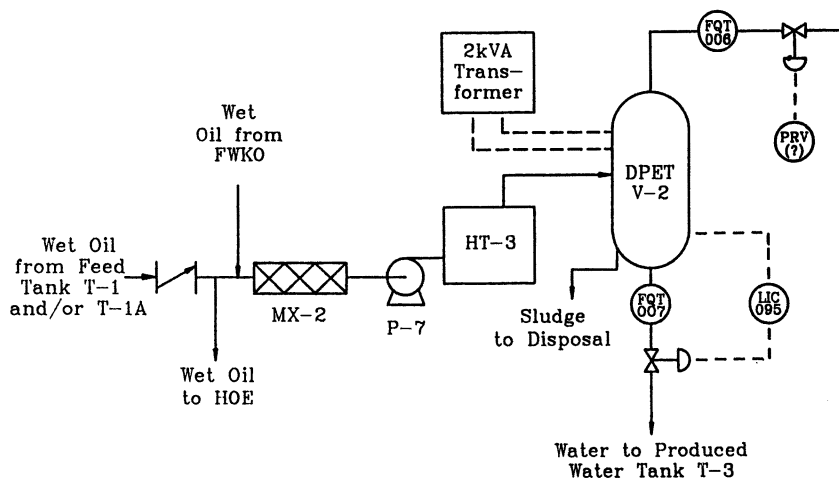 FQT
006
2kVA
Trans-
former
PRV
(?)
Wet
Oil from
FWKO
DPET
V-2
HT-3
Wet Oil
from Feed
Tank T-1
and/or T-1A
MX-2
P-7
FQT
007
LIC
095
Sludge
to Disposal
Wet Oil
to HOE
Water to Produced
Water Tank T-3